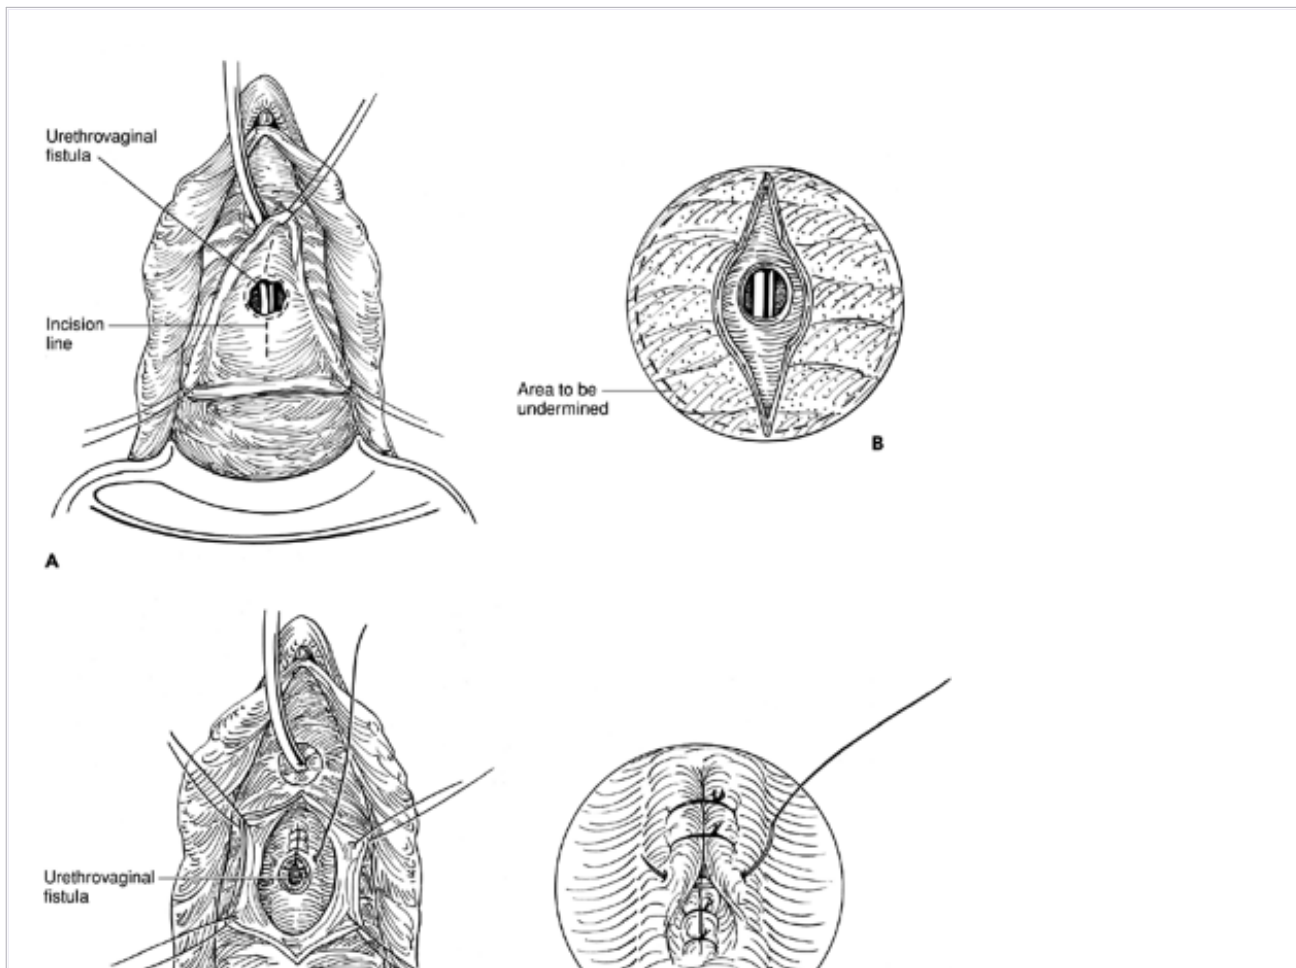 Urethrovaginal
fistula
Incision
line
A
Area to be
undermined
B
Urethrovaginal
fistula